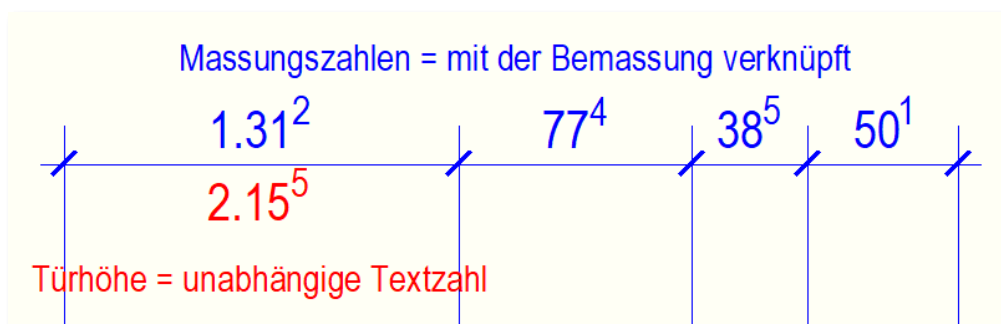 Massungszahlen = mit der Bemassung verknüpft
1.31² 77⁴ 38⁵ 50¹
2.15⁵
Türhöhe = unabhängige Textzahl